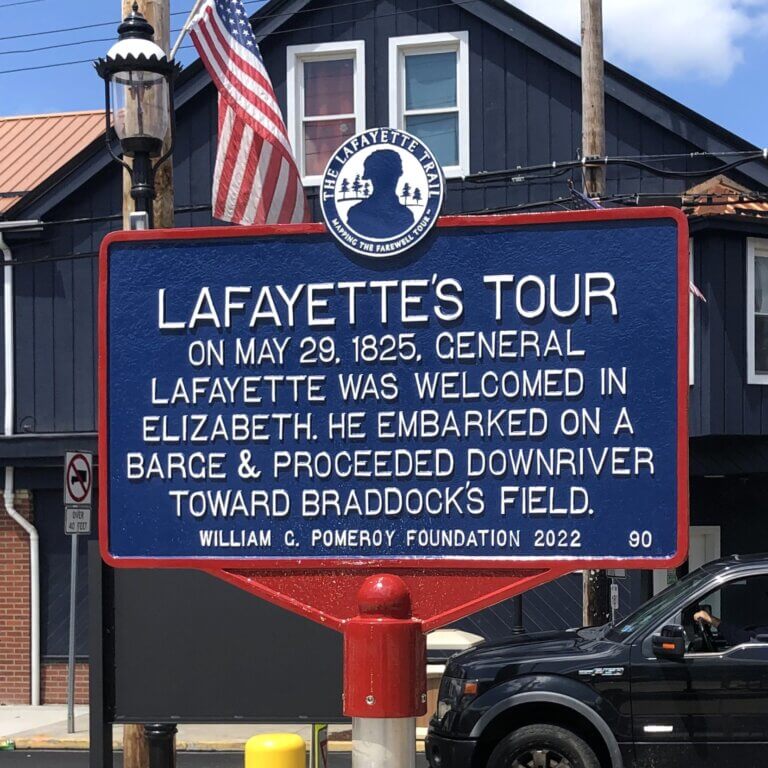 THE LAFAYETTE TRAIL
MAPPING THE FAREWELL TOUR
LAFAYETTE'S TOUR
ON MAY 29, 1825, GENERAL
LAFAYETTE WAS WELCOMED IN
ELIZABETH. HE EMBARKED ON A
BARGE & PROCEEDED DOWNRIVER
TOWARD BRADDOCK'S FIELD.
WILLIAM G. POMEROY FOUNDATION 2022 90
OVER
40 FEET